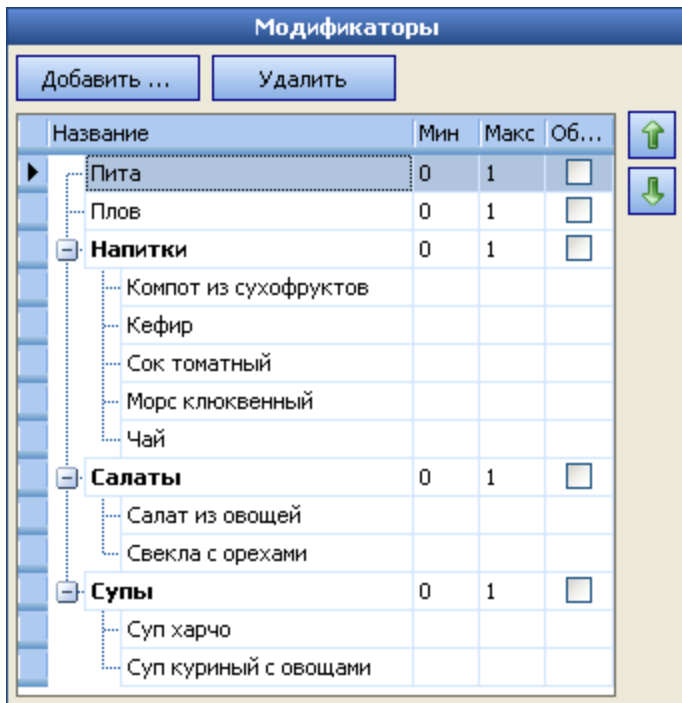 Модификаторы
Добавить ... Удалить
Название Мин Макс Об...
Пита 0 1
Плов 0 1
Напитки 0 1
Компот из сухофруктов
Кефир
Сок томатный
Морс клюквенный
Чай
Салаты 0 1
Салат из овощей
Свекла с орехами
Супы 0 1
Суп харчо
Суп куриный с овощами